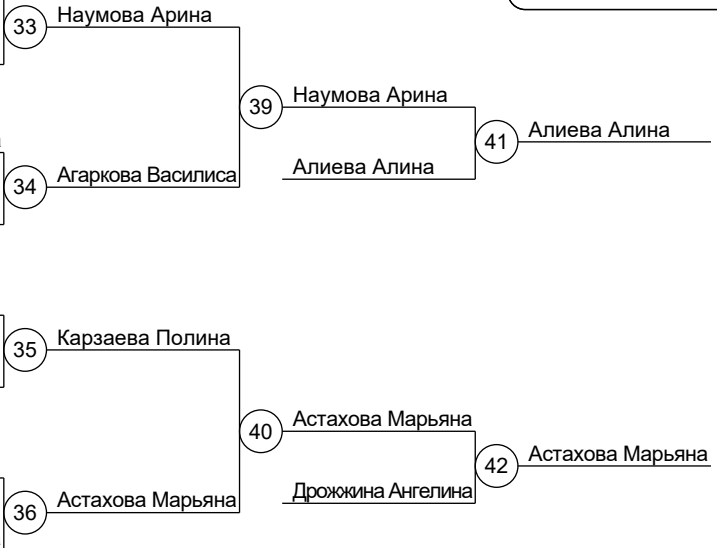 33 Наумова Арина
39 Наумова Арина
41 Алиева Алина
Алиева Алина
34 Агаркова Василиса
35 Карзаева Полина
40 Астахова Марьяна
42 Астахова Марьяна
Дрожжина Ангелина
36 Астахова Марьяна